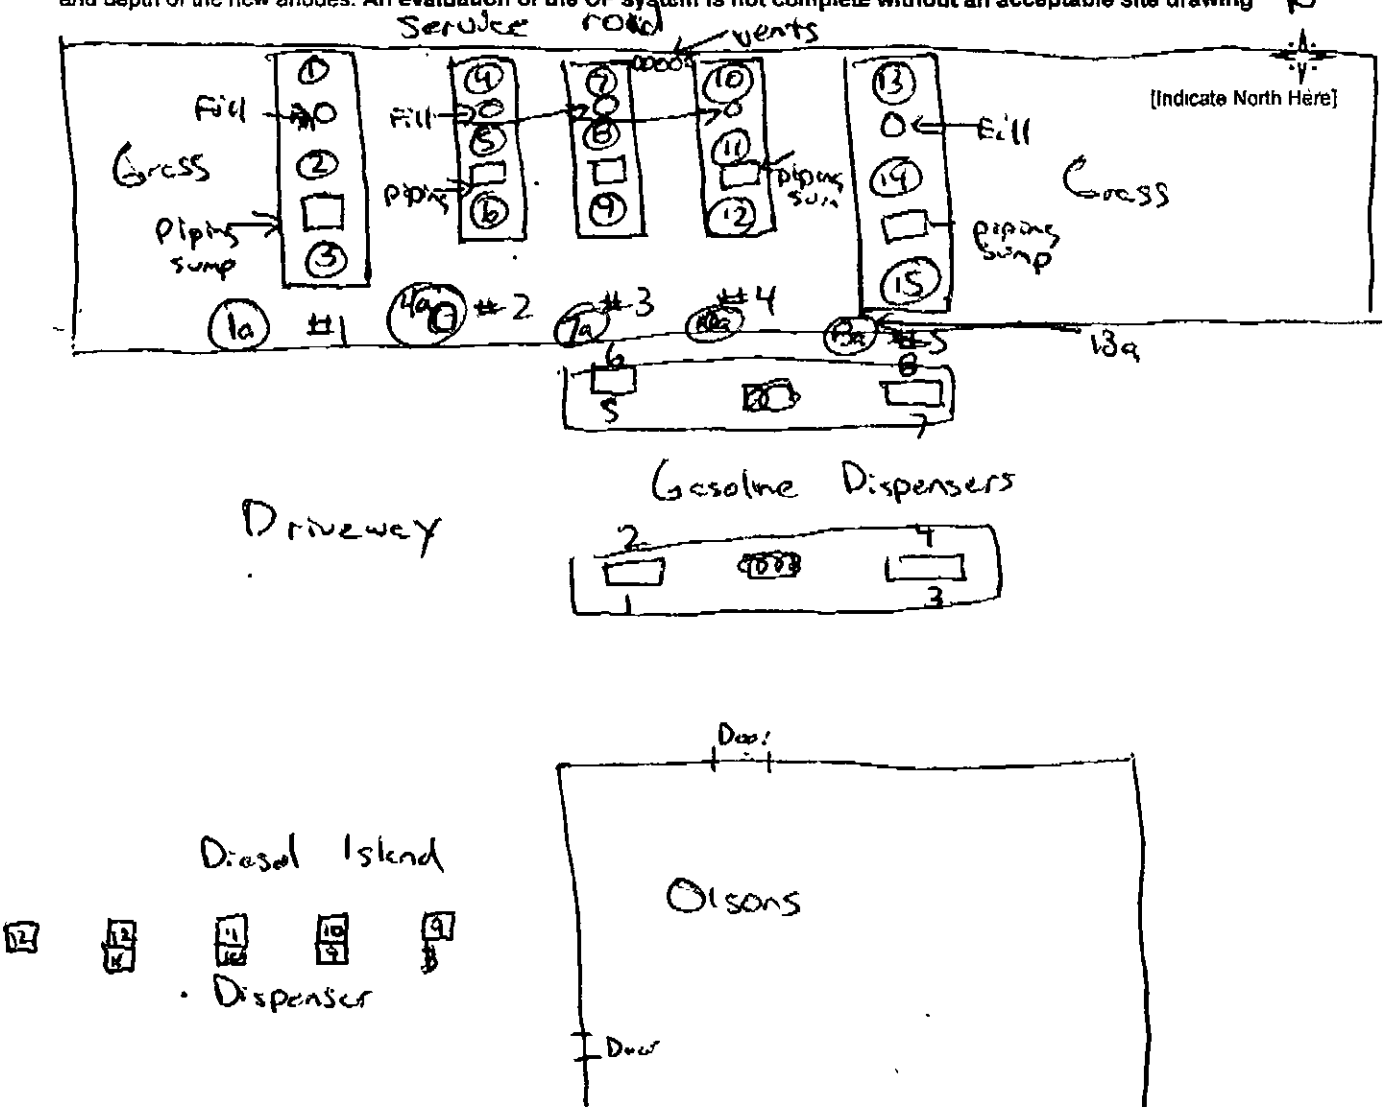 and depth of the new anodes. An evaluation of the CP system is not complete without an acceptable site drawing
Service road
vents
[Indicate North Here]
1 4 7 10 13
Fill Fill Fill
2 5 8 11 14
Grass Grass
Piping sump
piping
piping sum
piping sump
3 6 9 12 15
1a #1 4a #2 7a #3 10a #4 13a #5 13a
6 8
5 7
Gasoline Dispensers
Driveway
2 4
1 3
Door
Diesel Island
Olsons
12 12 11 10 9
9
Dispenser
Door